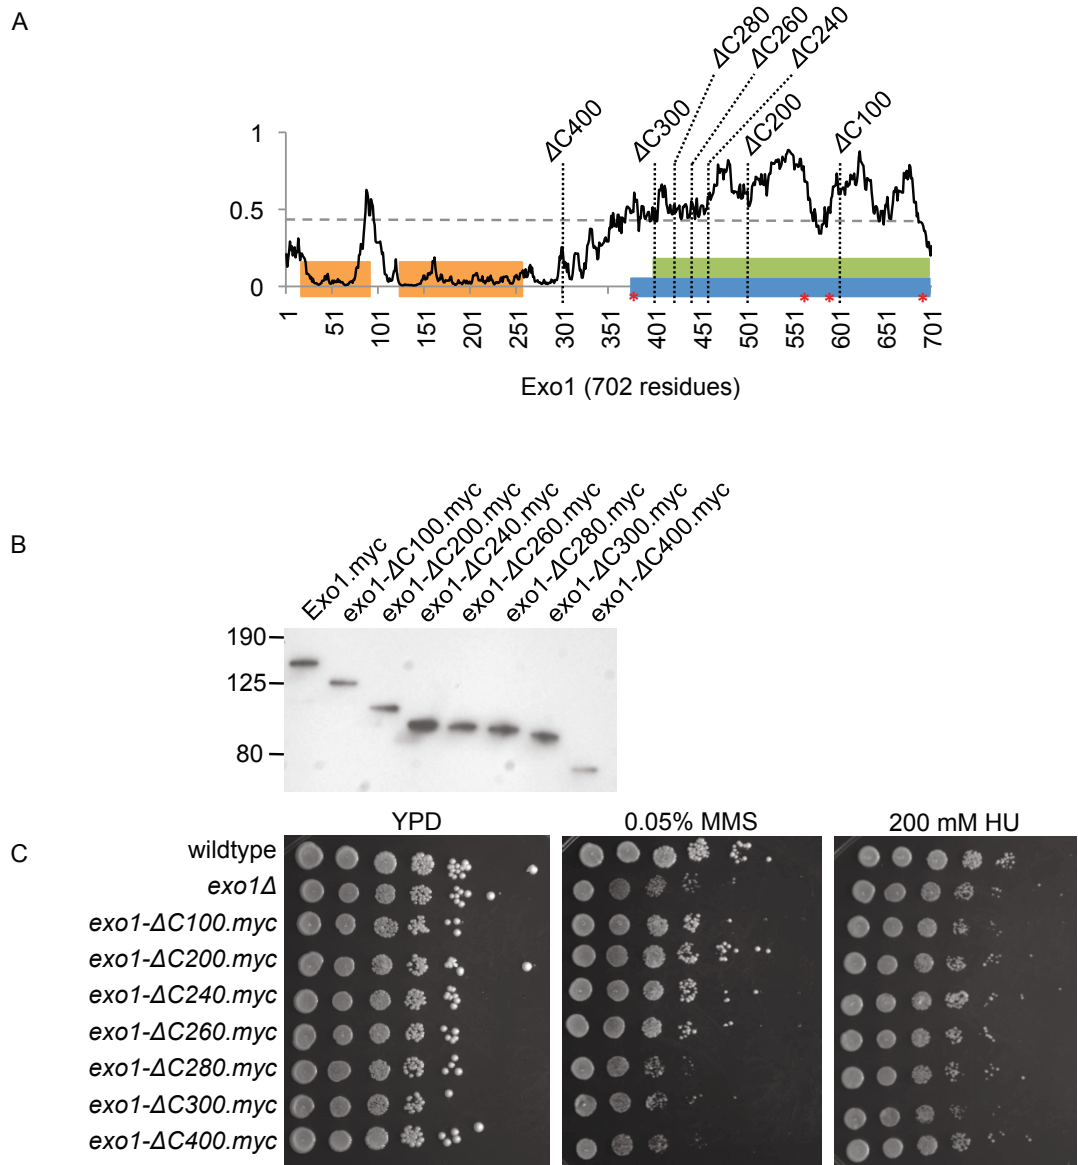 A
ΔC280
ΔC260
ΔC240
ΔC400
ΔC300
ΔC200
ΔC100
1
0.5
0
*
*
*
*
1
51
101
151
201
251
301
351
401
451
501
551
601
651
701
Exo1 (702 residues)
B
Exo1.myc
exo1-ΔC100.myc
exo1-ΔC200.myc
exo1-ΔC240.myc
exo1-ΔC260.myc
exo1-ΔC280.myc
exo1-ΔC300.myc
exo1-ΔC400.myc
190
125
80
C
YPD
0.05% MMS
200 mM HU
wildtype
exo1Δ
exo1-ΔC100.myc
exo1-ΔC200.myc
exo1-ΔC240.myc
exo1-ΔC260.myc
exo1-ΔC280.myc
exo1-ΔC300.myc
exo1-ΔC400.myc